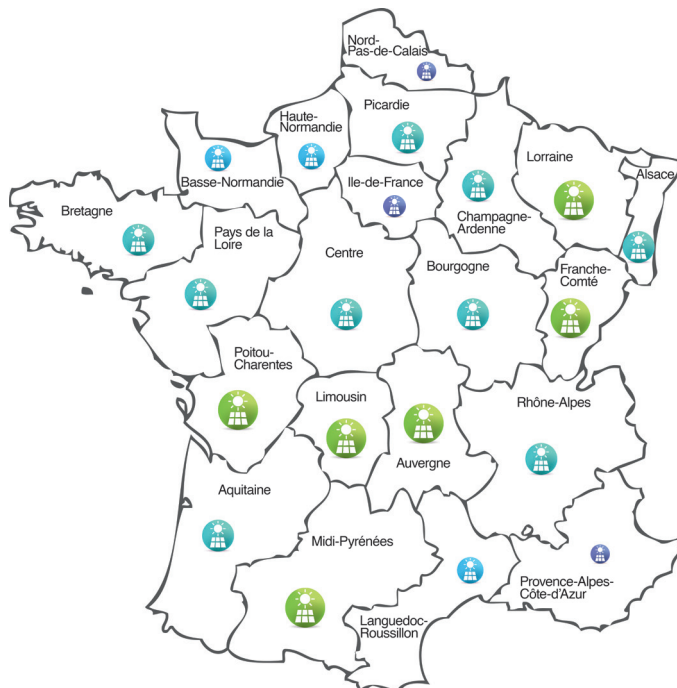 Nord-
Pas-de-Calais
Picardie
Haute-
Normandie
Basse-Normandie
Ile-de-France
Lorraine
Alsace
Champagne-
Ardenne
Bretagne
Pays de la
Loire
Centre
Bourgogne
Franche-
Comté
Poitou-
Charentes
Limousin
Auvergne
Rhône-Alpes
Aquitaine
Midi-Pyrénées
Languedoc-
Roussillon
Provence-Alpes-
Côte-d'Azur